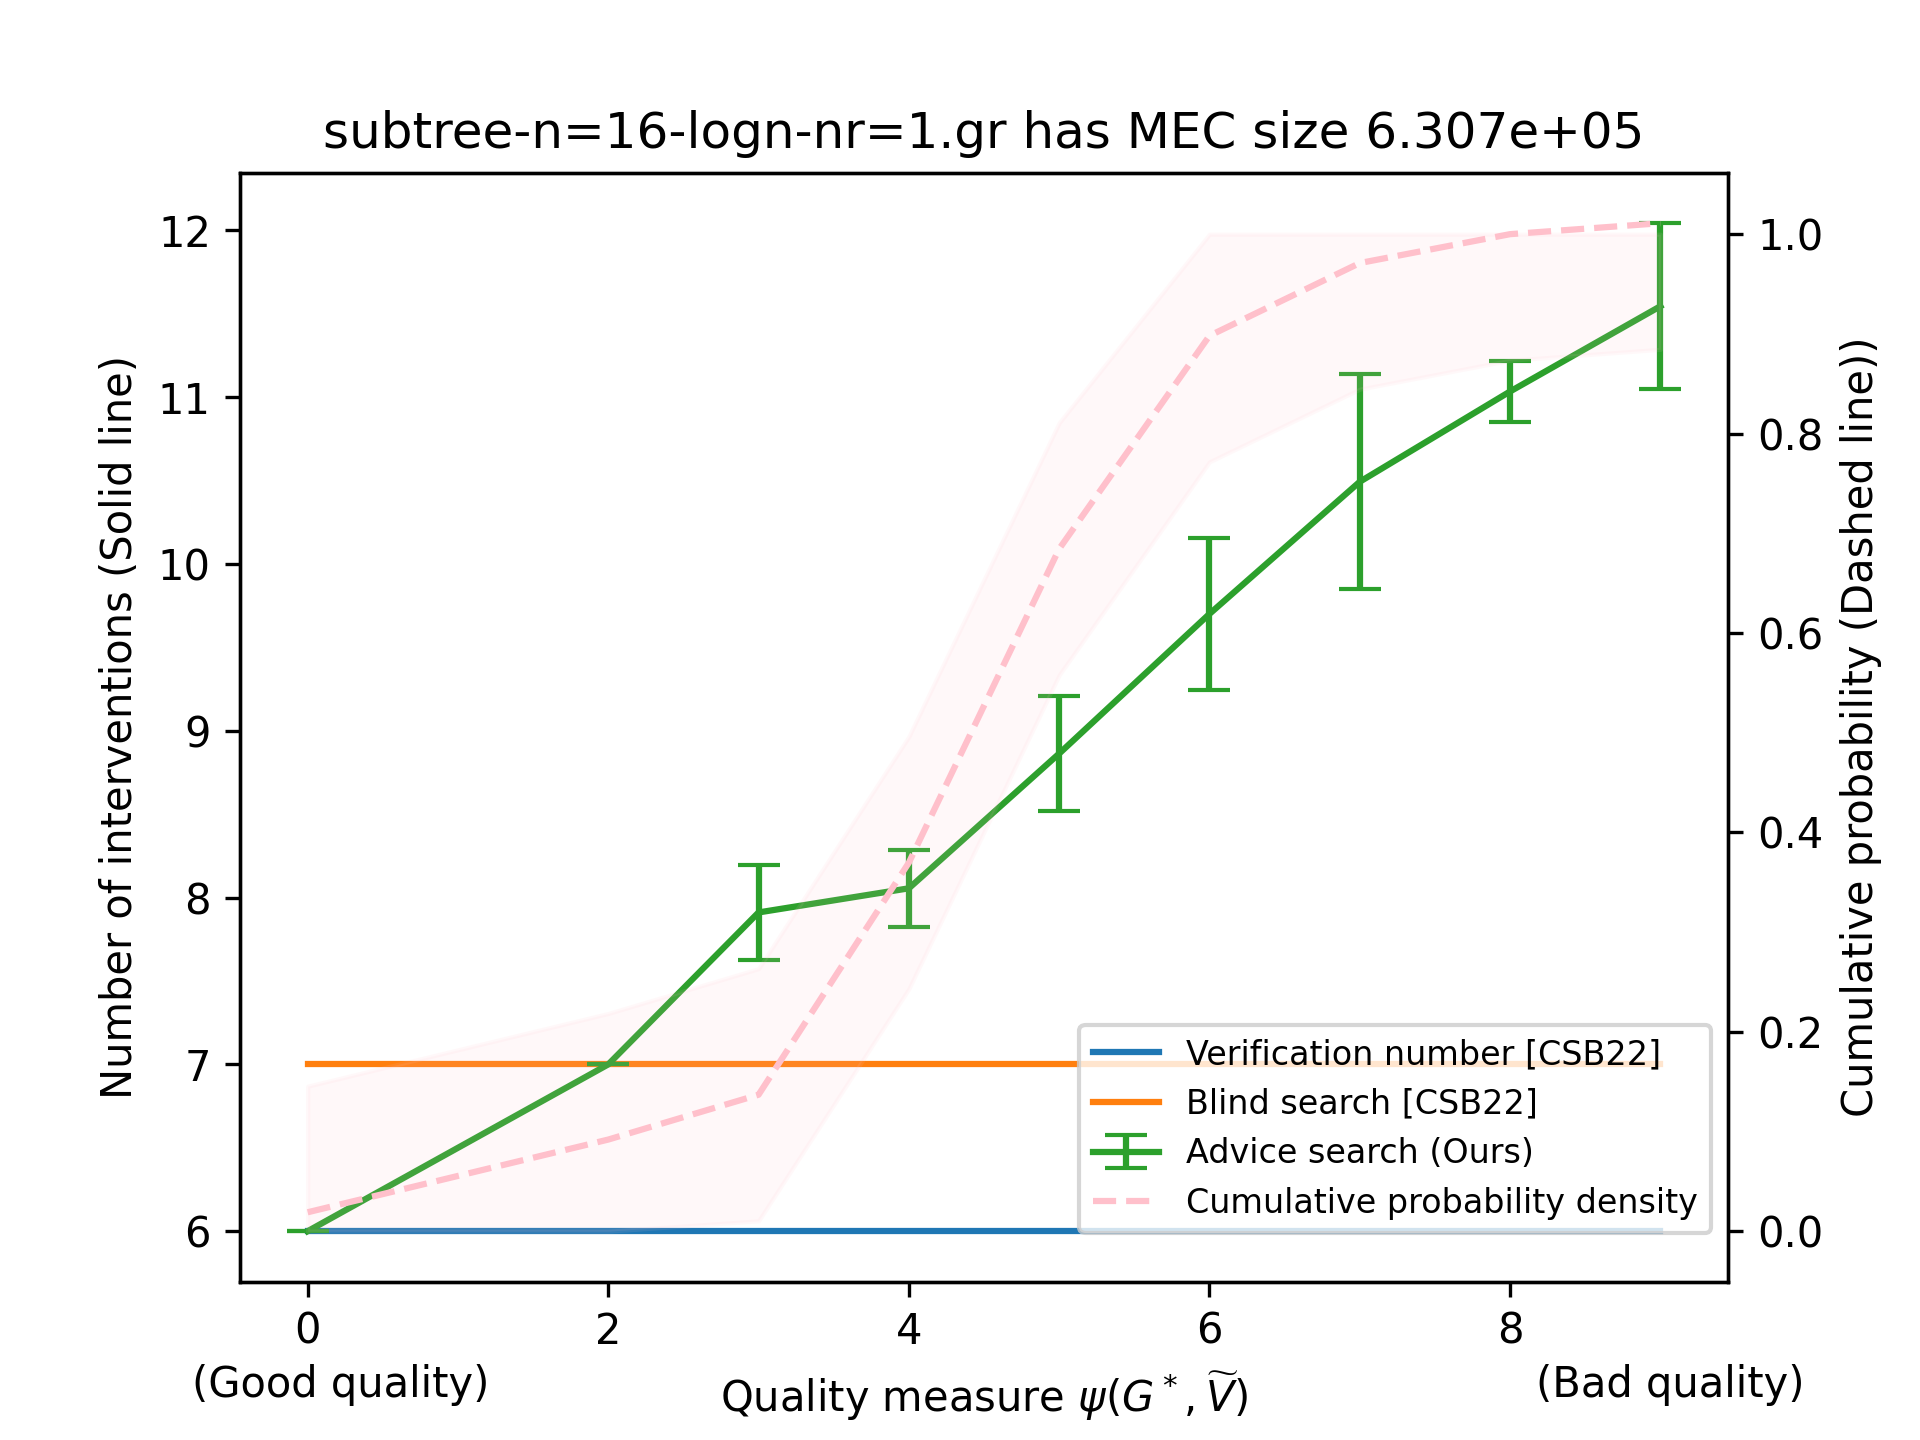 subtree-n=16-logn-nr=1.gr has MEC size 6.307e+05
Number of interventions (Solid line)
12
11
10
9
8
7
6
1.0
0.8
0.6
0.4
0.2
0.0
Cumulative probability (Dashed line))
Verification number [CSB22]
Blind search [CSB22]
Advice search (Ours)
Cumulative probability density
0 2 4 6 8
(Good quality) Quality measure ψ(G*, Ṽ) (Bad quality)